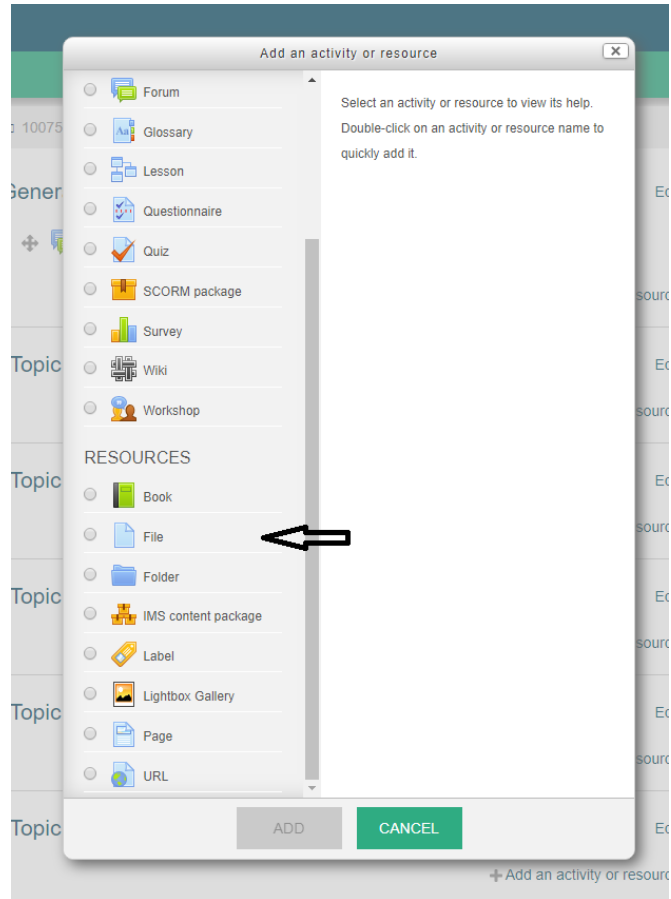 Add an activity or resource
Forum
Glossary
Lesson
Questionnaire
Quiz
SCORM package
Survey
Wiki
Workshop
RESOURCES
Book
File
Folder
IMS content package
Label
Lightbox Gallery
Page
URL
Select an activity or resource to view its help.
Double-click on an activity or resource name to
quickly add it.
ADD
CANCEL
10075
Topic
Topic
Topic
Topic
Topic
Add an activity or